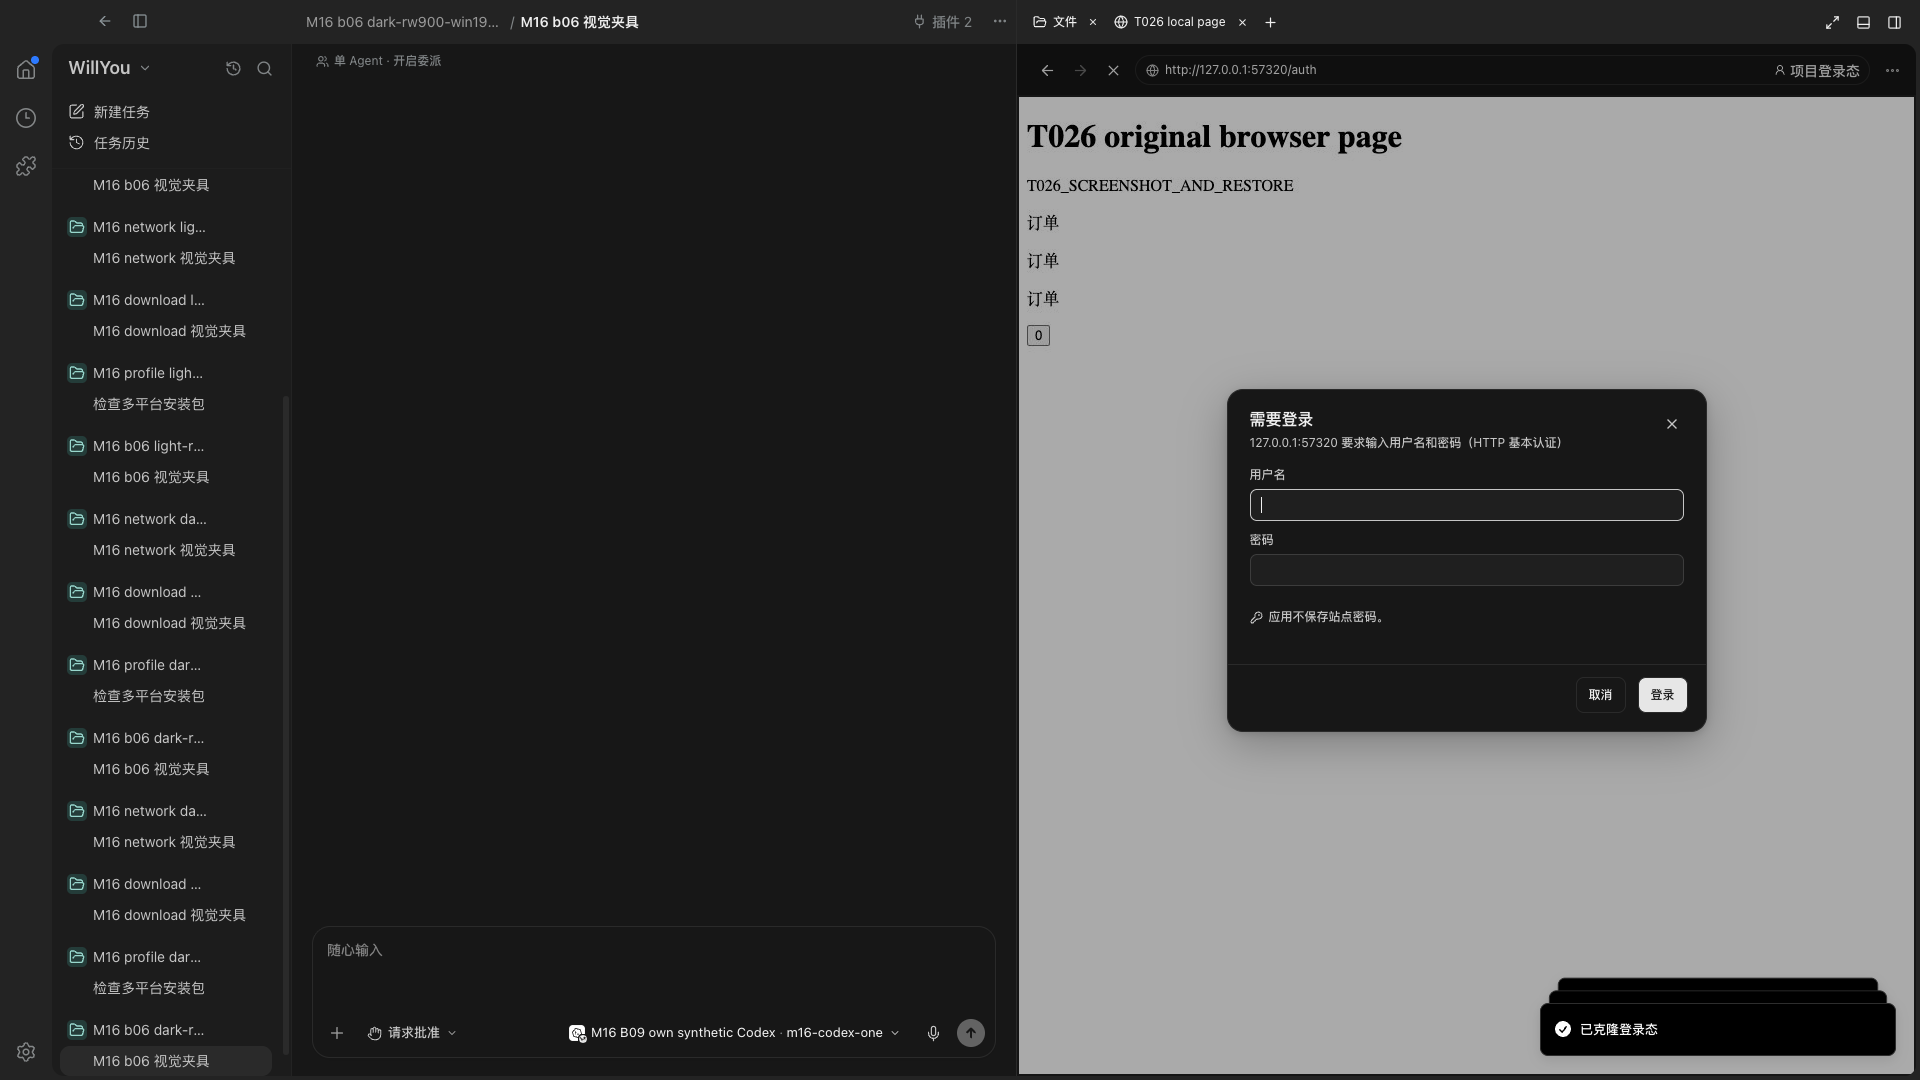 M16 b06 dark-rw900-win19... / M16 b06 视觉夹具
插件 2
文件
T026 local page
WillYou
新建任务
任务历史
M16 b06 视觉夹具
M16 network lig...
M16 network 视觉夹具
M16 download l...
M16 download 视觉夹具
M16 profile ligh...
检查多平台安装包
M16 b06 light-r...
M16 b06 视觉夹具
M16 network da...
M16 network 视觉夹具
M16 download ...
M16 download 视觉夹具
M16 profile dar...
检查多平台安装包
M16 b06 dark-r...
M16 b06 视觉夹具
M16 network da...
M16 network 视觉夹具
M16 download ...
M16 download 视觉夹具
M16 profile dar...
检查多平台安装包
M16 b06 dark-r...
M16 b06 视觉夹具
单 Agent · 开启委派
随心输入
请求批准
M16 B09 own synthetic Codex · m16-codex-one
http://127.0.0.1:57320/auth
项目登录态
T026 original browser page
T026_SCREENSHOT_AND_RESTORE
订单
订单
订单
0
需要登录
127.0.0.1:57320 要求输入用户名和密码（HTTP 基本认证）
用户名
密码
应用不保存站点密码。
取消
登录
已克隆登录态